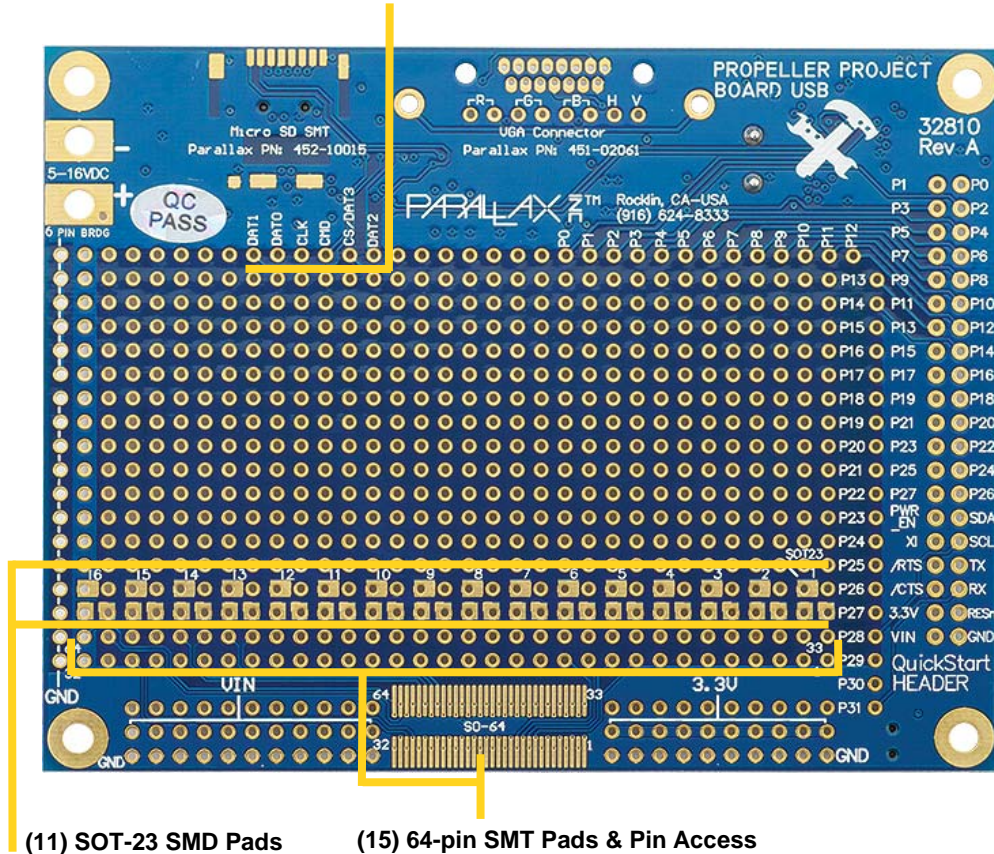 PROPELLER PROJECT
BOARD USB
32810
Rev A
R G B H V
Micro SD SMT
Parallax PN: 452-10015
VGA Connector
Parallax PN: 451-02061
-
5-16VDC
+
QC
PASS
PARALLAX INC ™
Rocklin, CA-USA
(916) 624-8333
6 PIN BRDG
DAT1
DAT0
CLK
CMD
CS/DAT3
DAT2
P0
P1
P2
P3
P4
P5
P6
P7
P8
P9
P10
P11
P12
P1 P0
P3 P2
P5 P4
P7 P6
P13 P9 P8
P14 P11 P10
P15 P13 P12
P16 P15 P14
P17 P17 P16
P18 P19 P18
P19 P21 P20
P20 P23 P22
P21 P25 P24
P22 P27 P26
P23 PWR_EN SDA
P24 XI SCL
SOT23
P25 /RTS TX
16 15 14 13 12 11 10 9 8 7 6 5 4 3 2 1
P26 /CTS RX
P27 3.3V RESn
P28 VIN GND
33
P29
QuickStart
HEADER
P30
GND
VIN
64
33
3.3V
P31
SO-64
32
1
GND
GND
(11) SOT-23 SMD Pads
(15) 64-pin SMT Pads & Pin Access